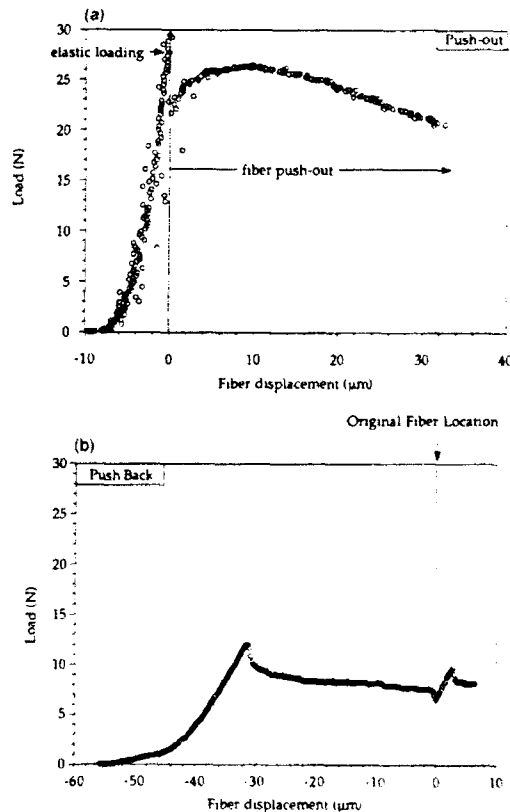 (a)
30
25
20
15
10
5
0
Load (N)
elastic loading
Push-out
fiber push-out
-10 0 10 20 30 40
Fiber displacement (µm)
Original Fiber Location
(b)
30
25
20
15
10
5
0
Load (N)
Push Back
-60 -50 -40 -30 -20 -10 0 10
Fiber displacement (µm)